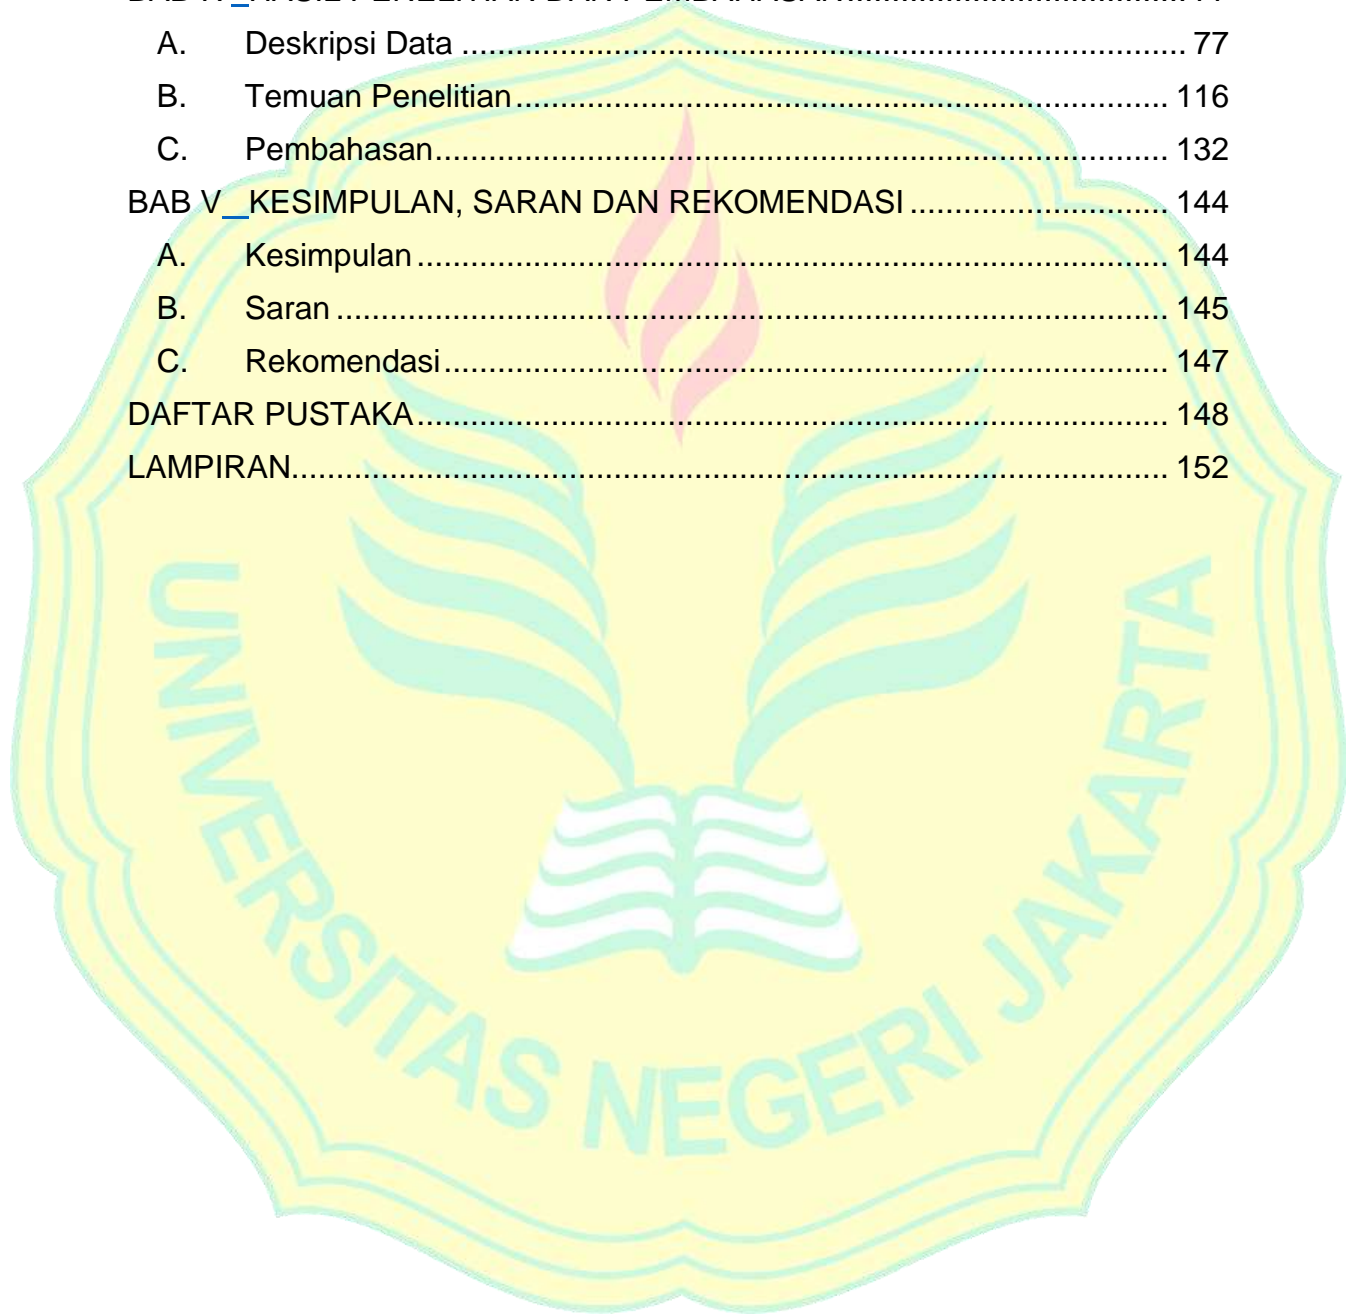 A. Deskripsi Data ................................................................................. 77
B. Temuan Penelitian ......................................................................... 116
C. Pembahasan .................................................................................. 132
BAB V KESIMPULAN, SARAN DAN REKOMENDASI ............................. 144
A. Kesimpulan .................................................................................... 144
B. Saran ............................................................................................. 145
C. Rekomendasi ................................................................................. 147
DAFTAR PUSTAKA .................................................................................... 148
LAMPIRAN .................................................................................................. 152
UNIVERSITAS NEGERI JAKARTA